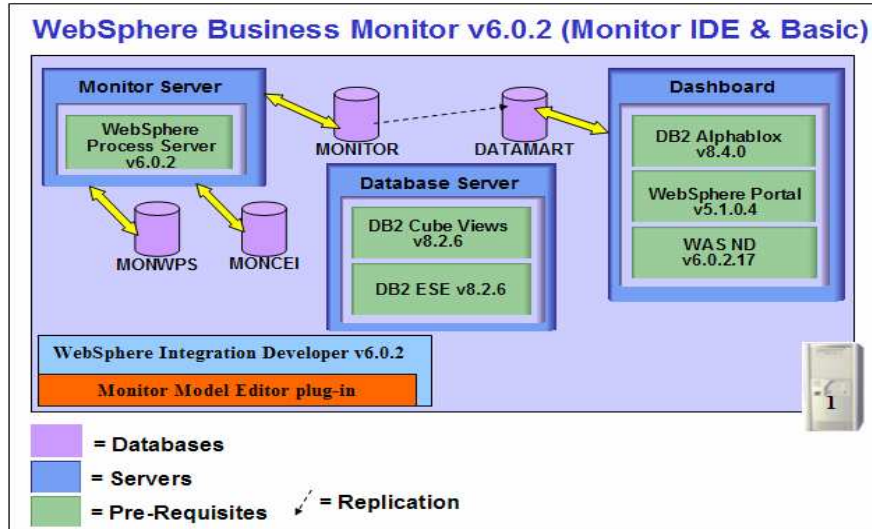 WebSphere Business Monitor v6.0.2 (Monitor IDE & Basic)
Monitor Server
WebSphere
Process Server
v6.0.2
MONITOR
DATAMART
Dashboard
DB2 Alphablox
v8.4.0
WebSphere Portal
v5.1.0.4
WAS ND
v6.0.2.17
MONWPS
MONCEI
Database Server
DB2 Cube Views
v8.2.6
DB2 ESE v8.2.6
WebSphere Integration Developer v6.0.2
Monitor Model Editor plug-in
1
= Databases
= Servers
= Pre-Requisites
= Replication